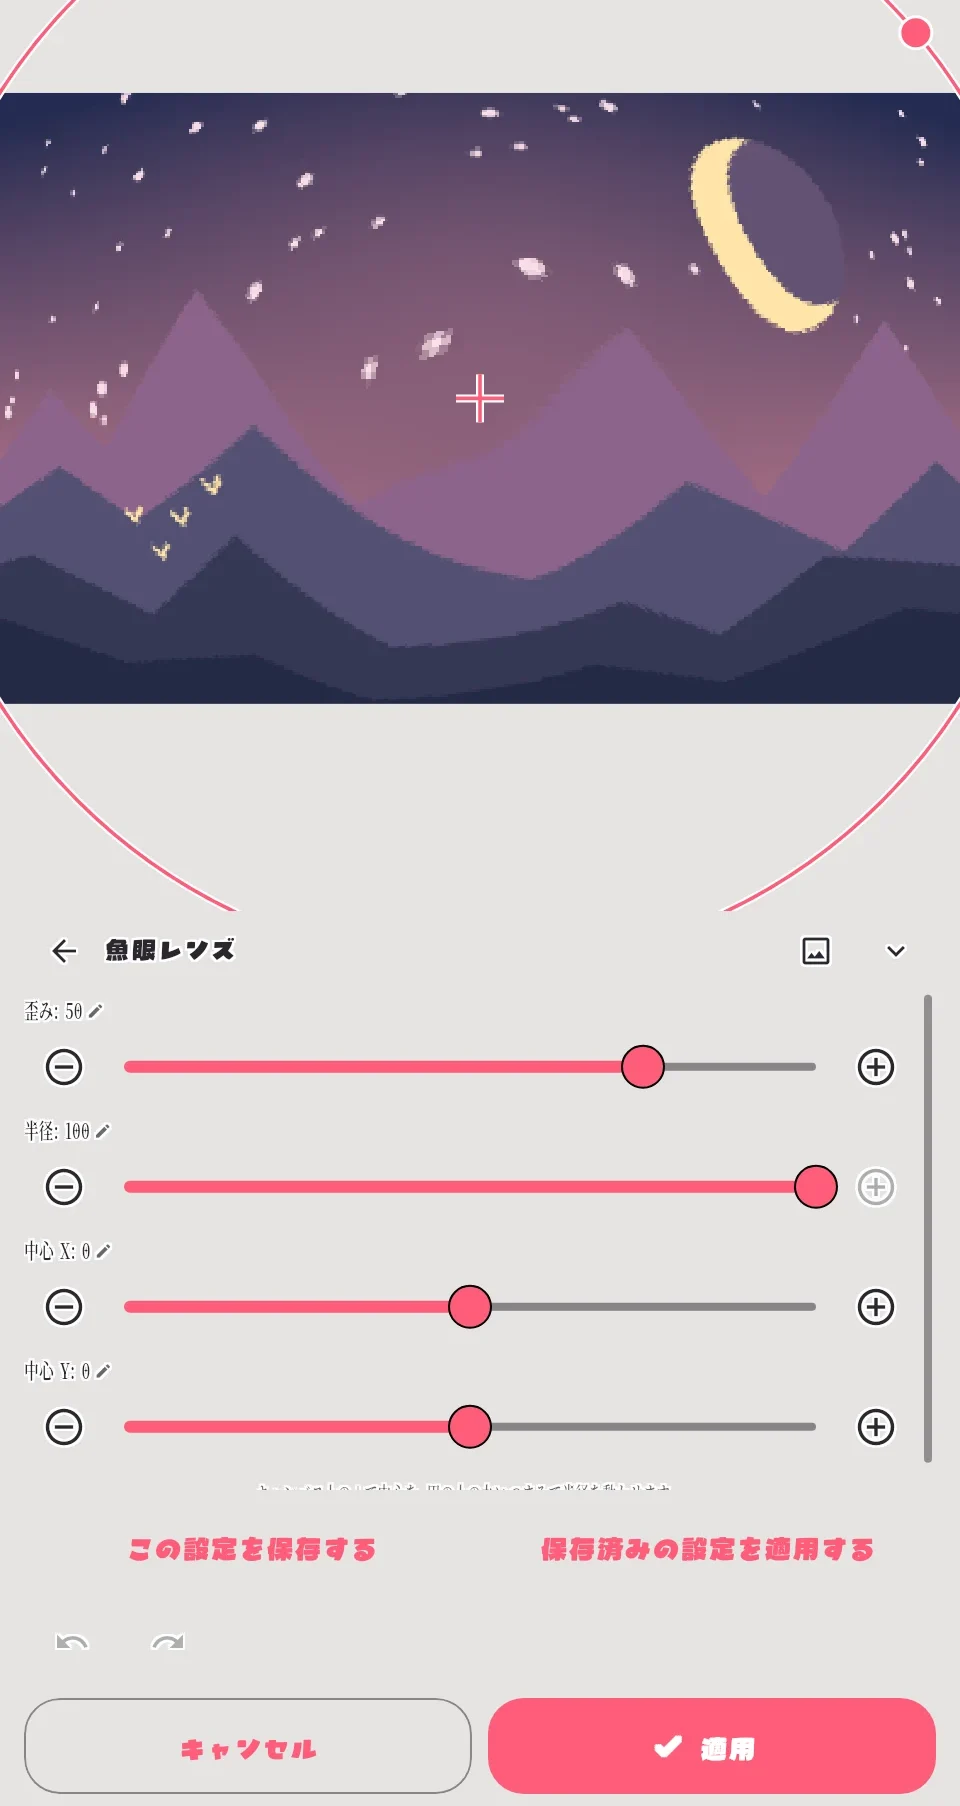 魚眼レンズ
歪み: 50
半径: 100
中心 X: 0
中心 Y: 0
この設定を保存する
保存済みの設定を適用する
キャンセル
適用